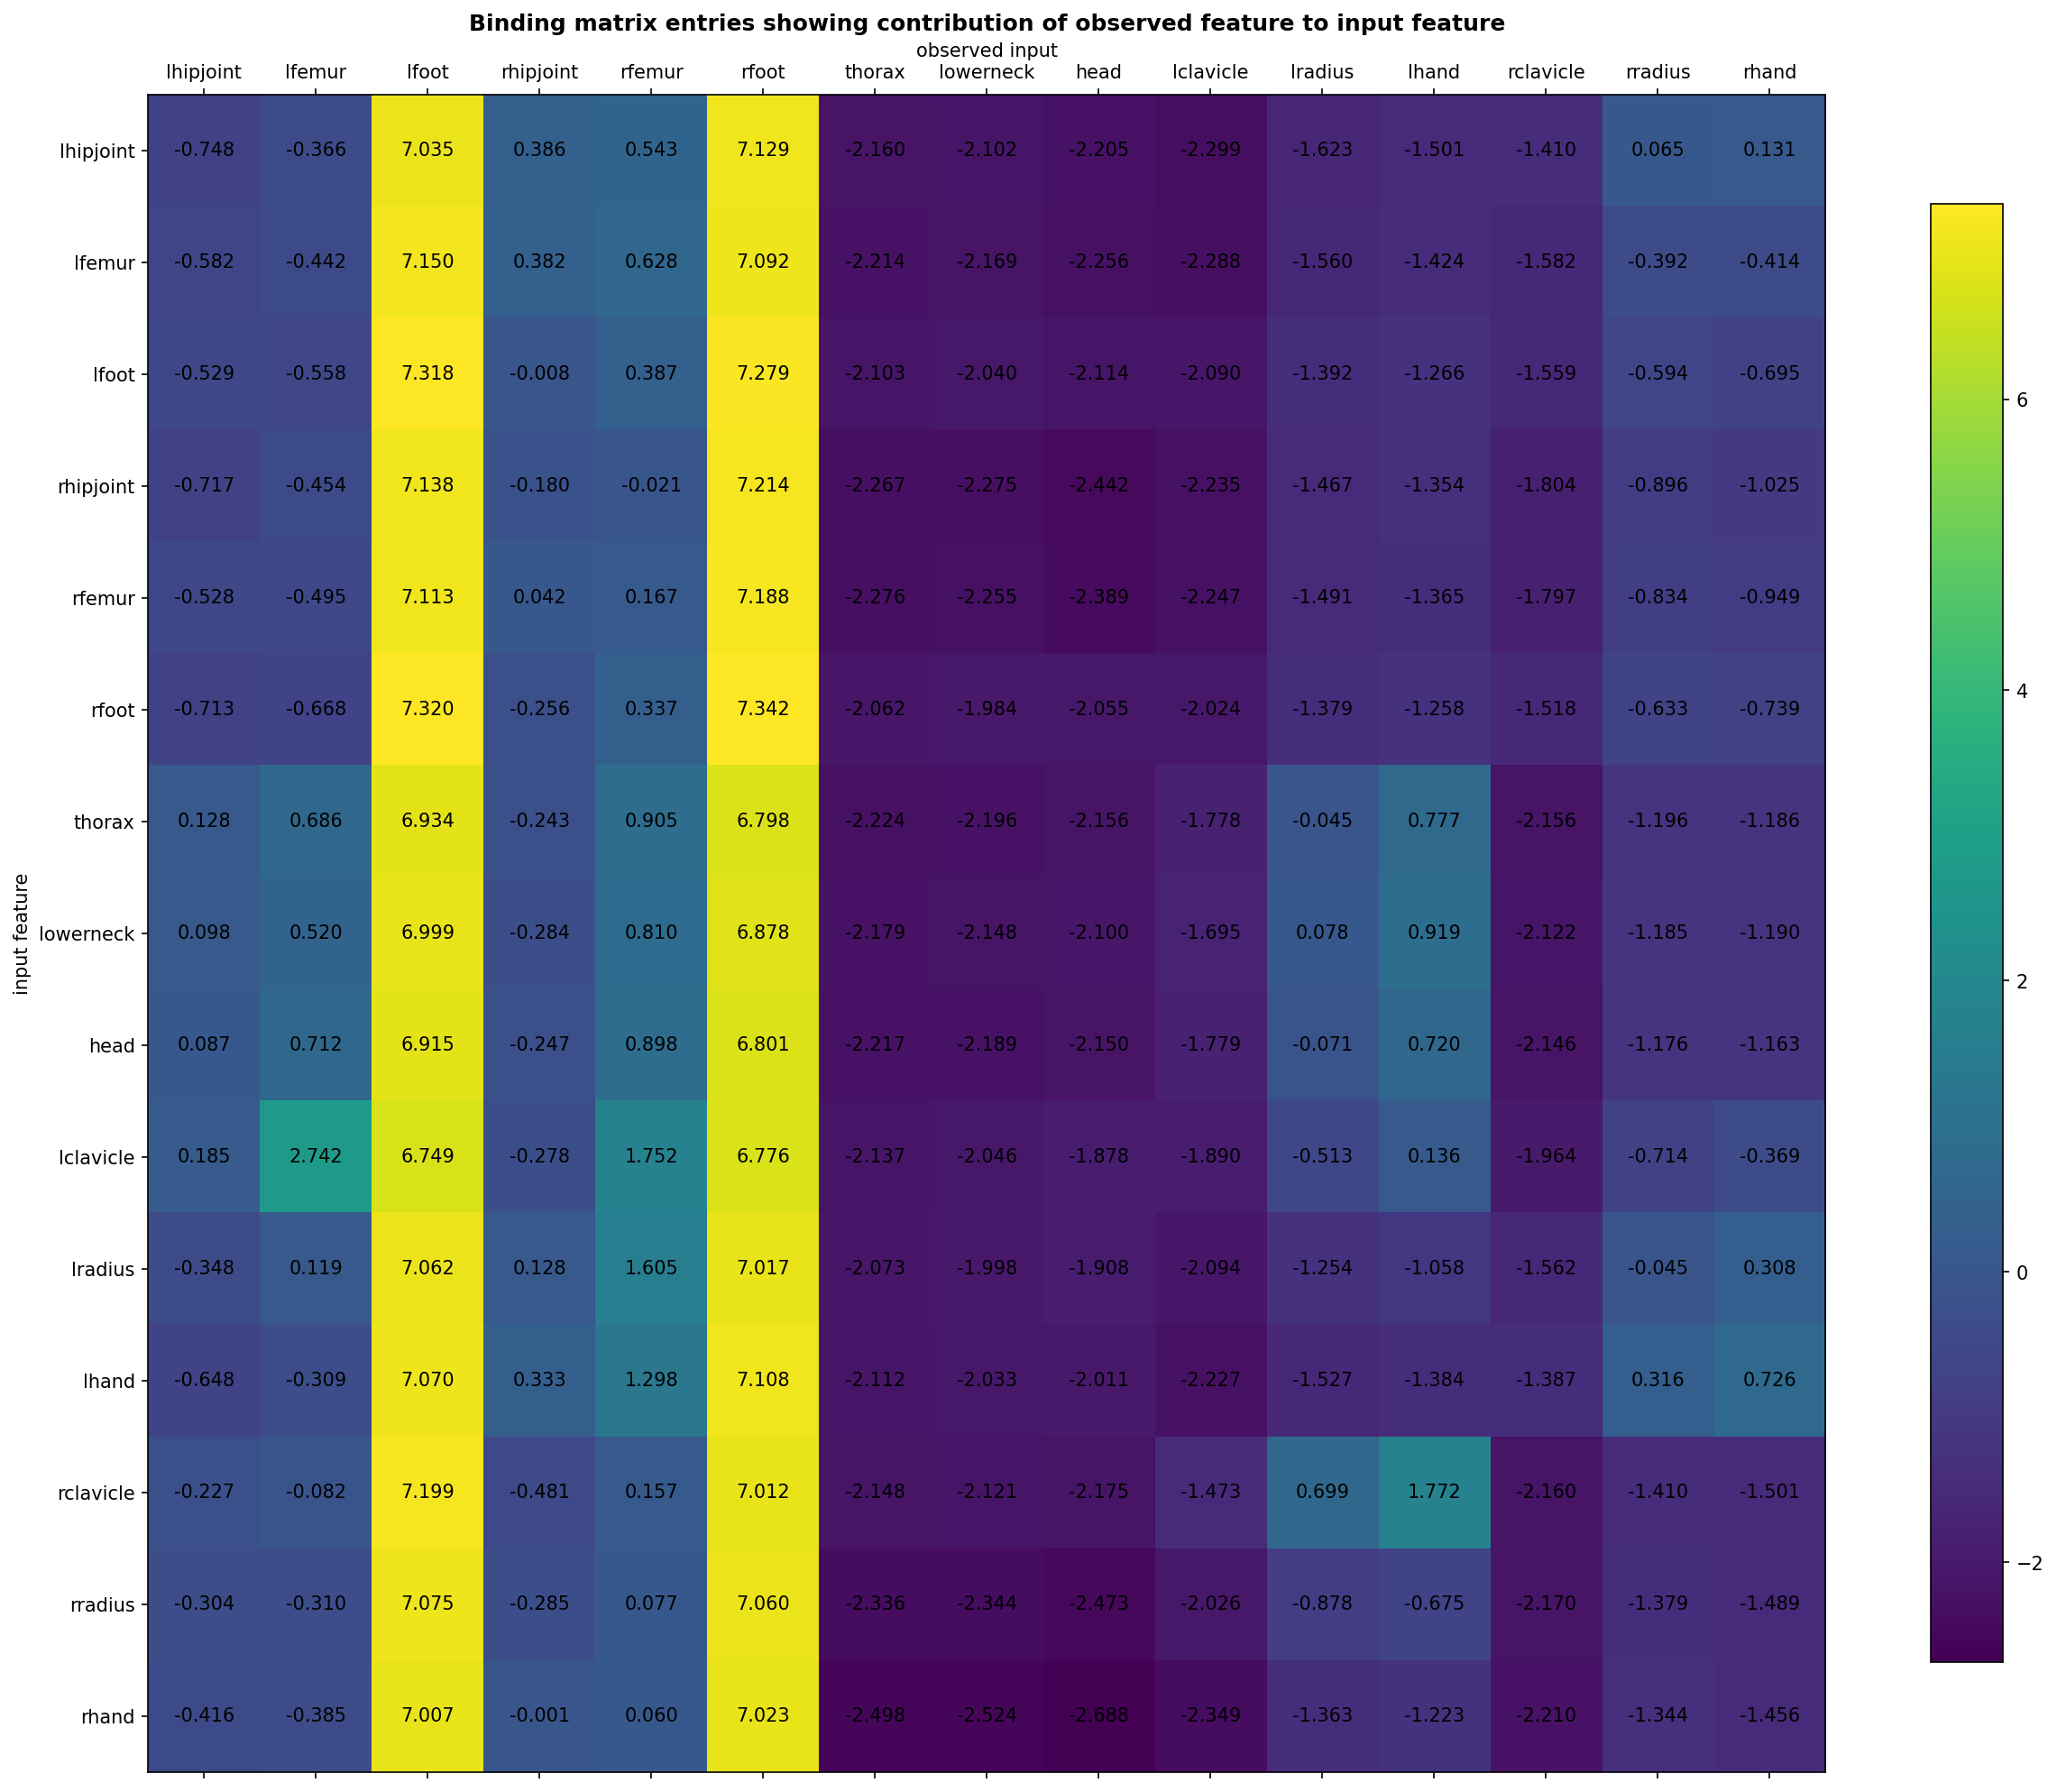 Binding matrix entries showing contribution of observed feature to input feature
observed input
lhipjoint lfemur lfoot rhipjoint rfemur rfoot thorax lowerneck head lclavicle lradius lhand rclavicle rradius rhand
lhipjoint -0.748 -0.366 7.035 0.386 0.543 7.129 -2.160 -2.102 -2.205 -2.299 -1.623 -1.501 -1.410 0.065 0.131
lfemur -0.582 -0.442 7.150 0.382 0.628 7.092 -2.214 -2.169 -2.256 -2.288 -1.560 -1.424 -1.582 -0.392 -0.414
lfoot -0.529 -0.558 7.318 -0.008 0.387 7.279 -2.103 -2.040 -2.114 -2.090 -1.392 -1.266 -1.559 -0.594 -0.695
6
rhipjoint -0.717 -0.454 7.138 -0.180 -0.021 7.214 -2.267 -2.275 -2.442 -2.235 -1.467 -1.354 -1.804 -0.896 -1.025
rfemur -0.528 -0.495 7.113 0.042 0.167 7.188 -2.276 -2.255 -2.389 -2.247 -1.491 -1.365 -1.797 -0.834 -0.949
4
rfoot -0.713 -0.668 7.320 -0.256 0.337 7.342 -2.062 -1.984 -2.055 -2.024 -1.379 -1.258 -1.518 -0.633 -0.739
thorax 0.128 0.686 6.934 -0.243 0.905 6.798 -2.224 -2.196 -2.156 -1.778 -0.045 0.777 -2.156 -1.196 -1.186
input feature
lowerneck 0.098 0.520 6.999 -0.284 0.810 6.878 -2.179 -2.148 -2.100 -1.695 0.078 0.919 -2.122 -1.185 -1.190
2
head 0.087 0.712 6.915 -0.247 0.898 6.801 -2.217 -2.189 -2.150 -1.779 -0.071 0.720 -2.146 -1.176 -1.163
lclavicle 0.185 2.742 6.749 -0.278 1.752 6.776 -2.137 -2.046 -1.878 -1.890 -0.513 0.136 -1.964 -0.714 -0.369
lradius -0.348 0.119 7.062 0.128 1.605 7.017 -2.073 -1.998 -1.908 -2.094 -1.254 -1.058 -1.562 -0.045 0.308
0
lhand -0.648 -0.309 7.070 0.333 1.298 7.108 -2.112 -2.033 -2.011 -2.227 -1.527 -1.384 -1.387 0.316 0.726
rclavicle -0.227 -0.082 7.199 -0.481 0.157 7.012 -2.148 -2.121 -2.175 -1.473 0.699 1.772 -2.160 -1.410 -1.501
−2
rradius -0.304 -0.310 7.075 -0.285 0.077 7.060 -2.336 -2.344 -2.473 -2.026 -0.878 -0.675 -2.170 -1.379 -1.489
rhand -0.416 -0.385 7.007 -0.001 0.060 7.023 -2.498 -2.524 -2.688 -2.349 -1.363 -1.223 -2.210 -1.344 -1.456